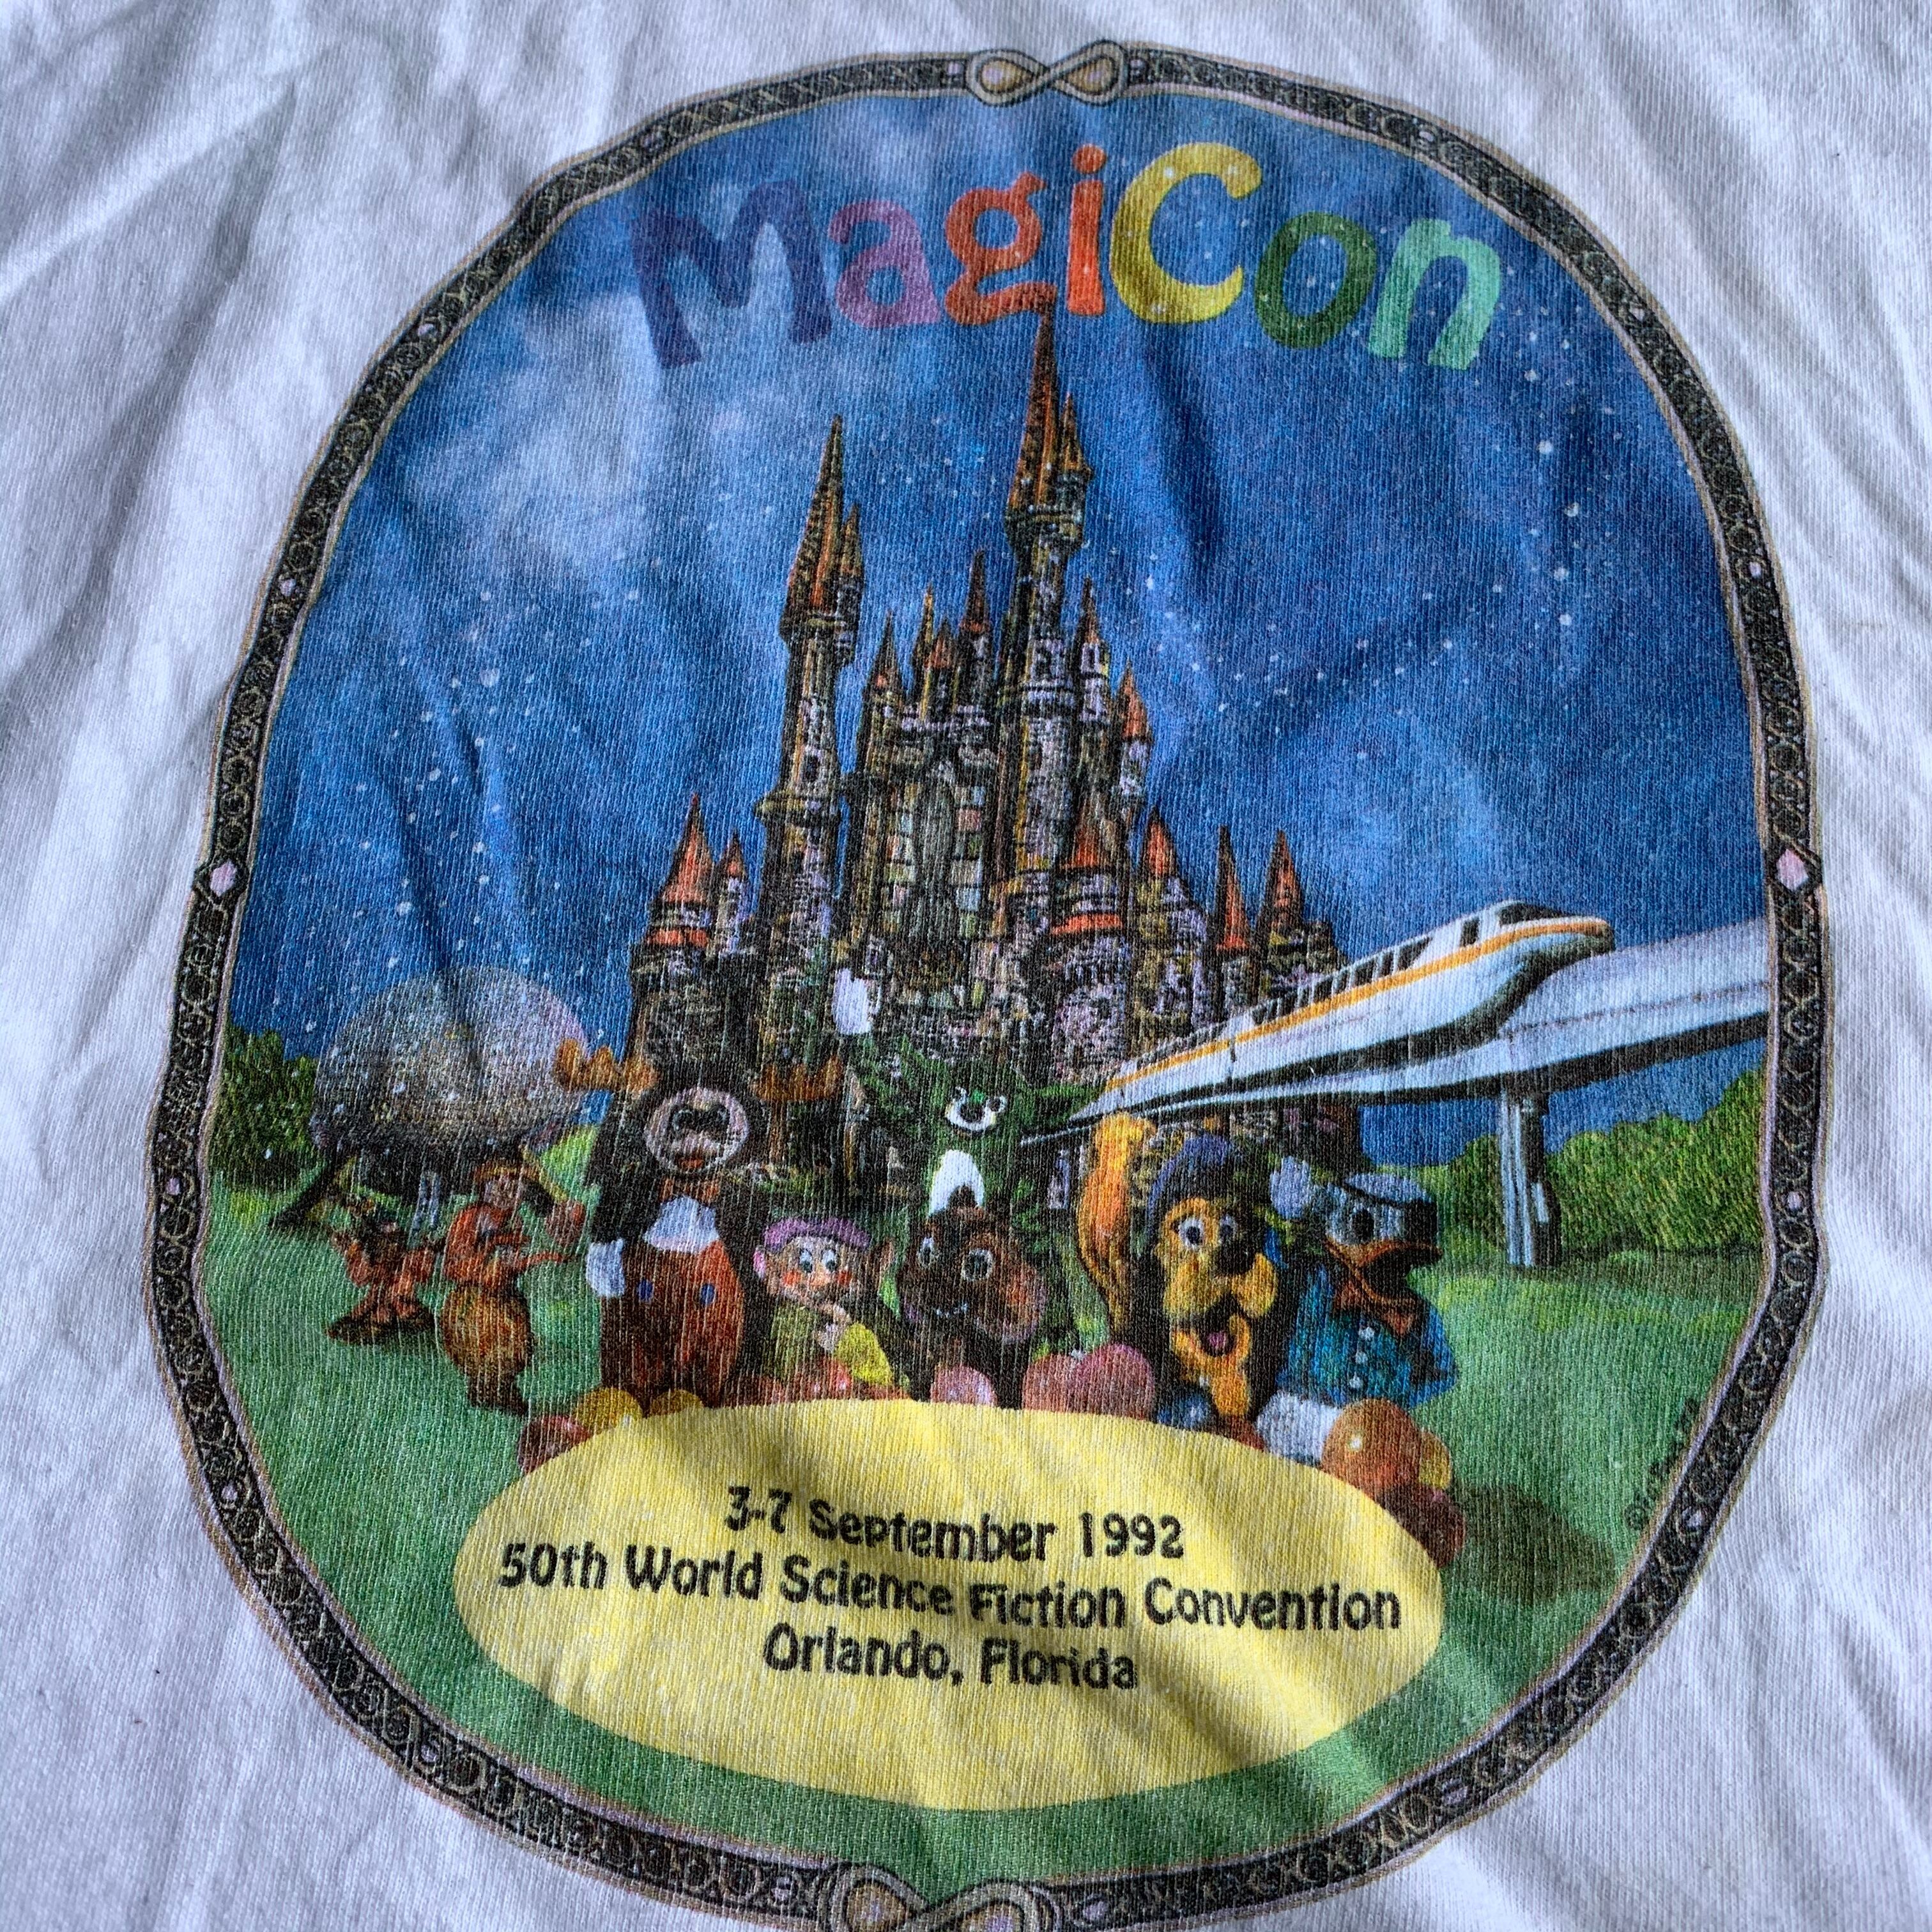 MagiCon
3-7 September 1992
50th World Science Fiction Convention
Orlando, Florida